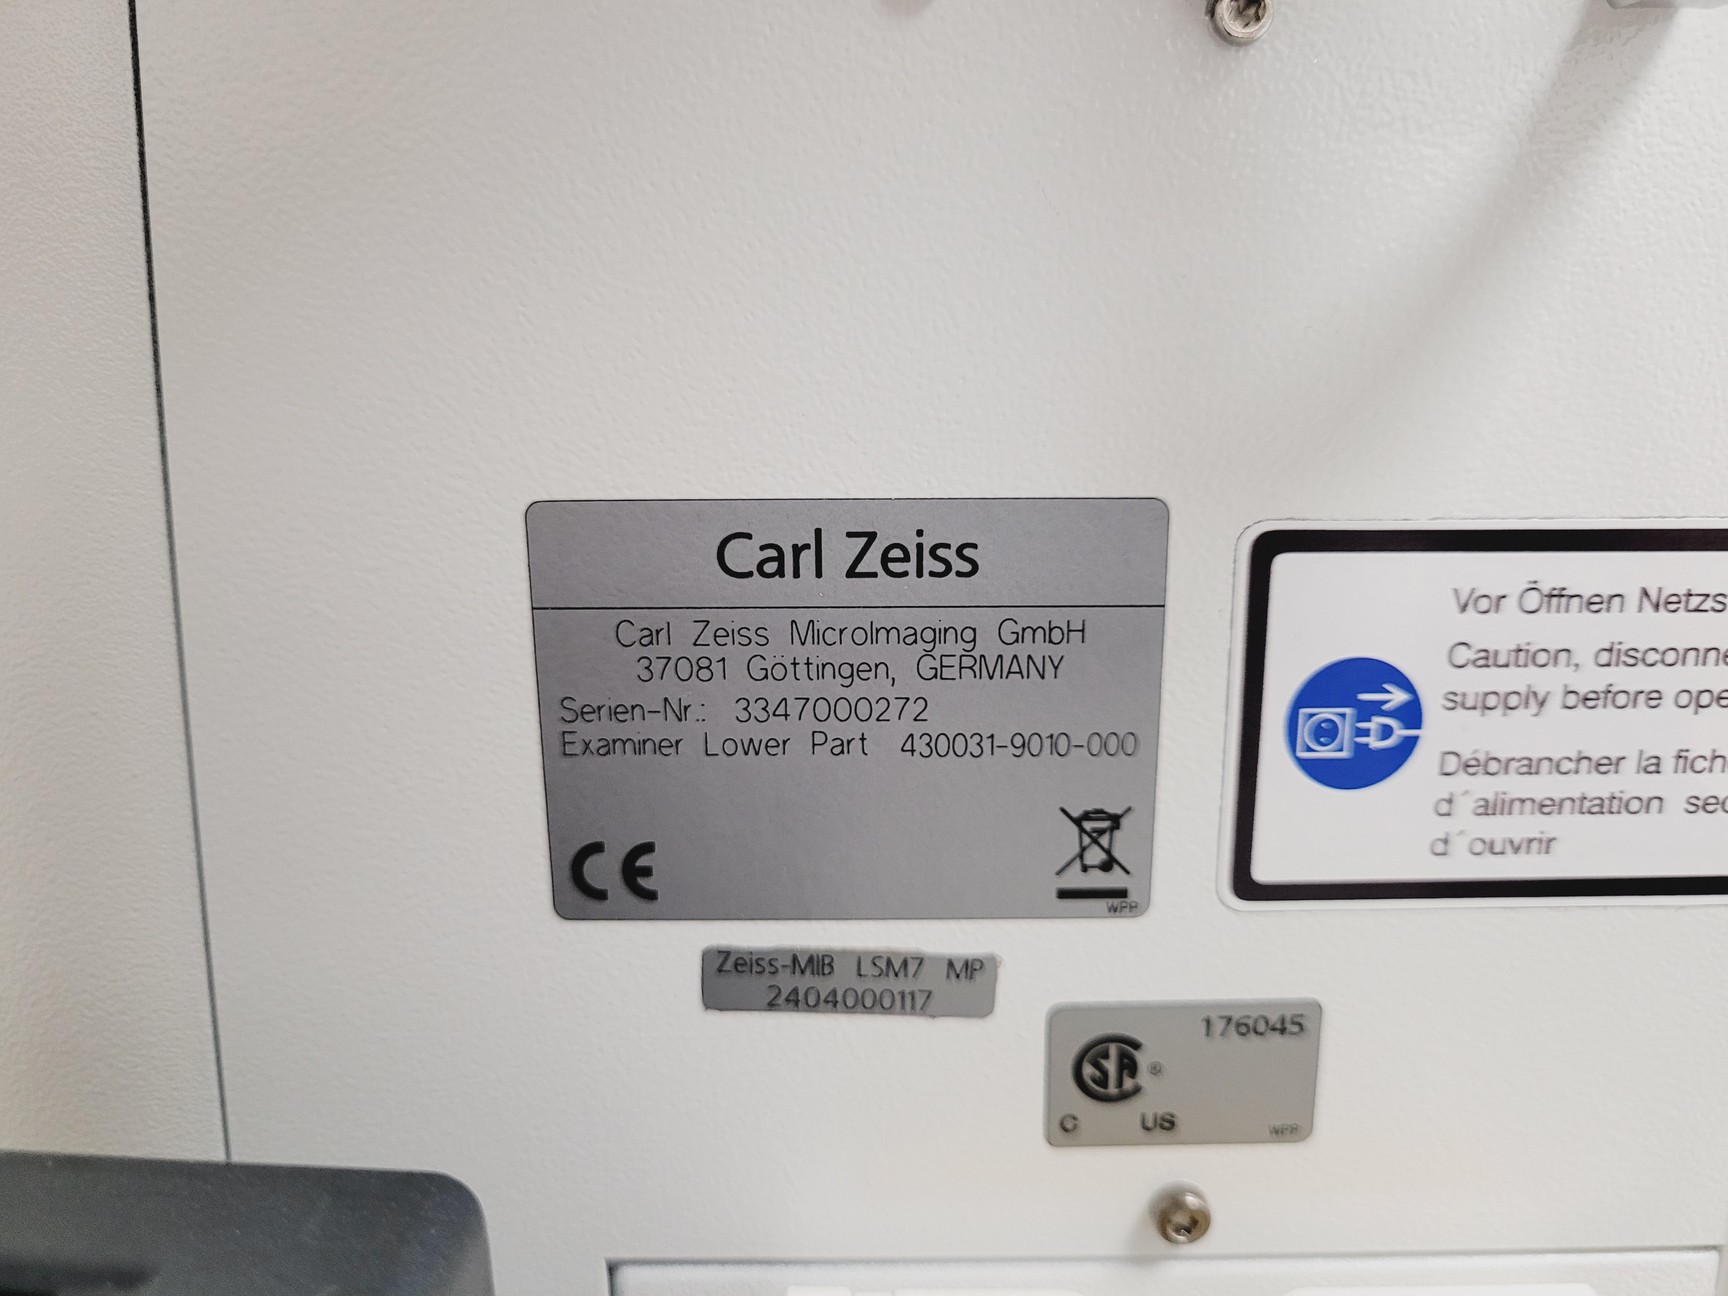 Carl Zeiss
Carl Zeiss MicroImaging GmbH
37081 Göttingen, GERMANY
Serien-Nr.: 3347000272
Examiner Lower Part 430031-9010-000
CE
WPP
Zeiss-MIB LSM7 MP
2404000117
176045
CSA ®
C US
WPP
Vor Öffnen Netzs
Caution, disconne
supply before ope
Débrancher la fich
d´alimentation sec
d´ouvrir